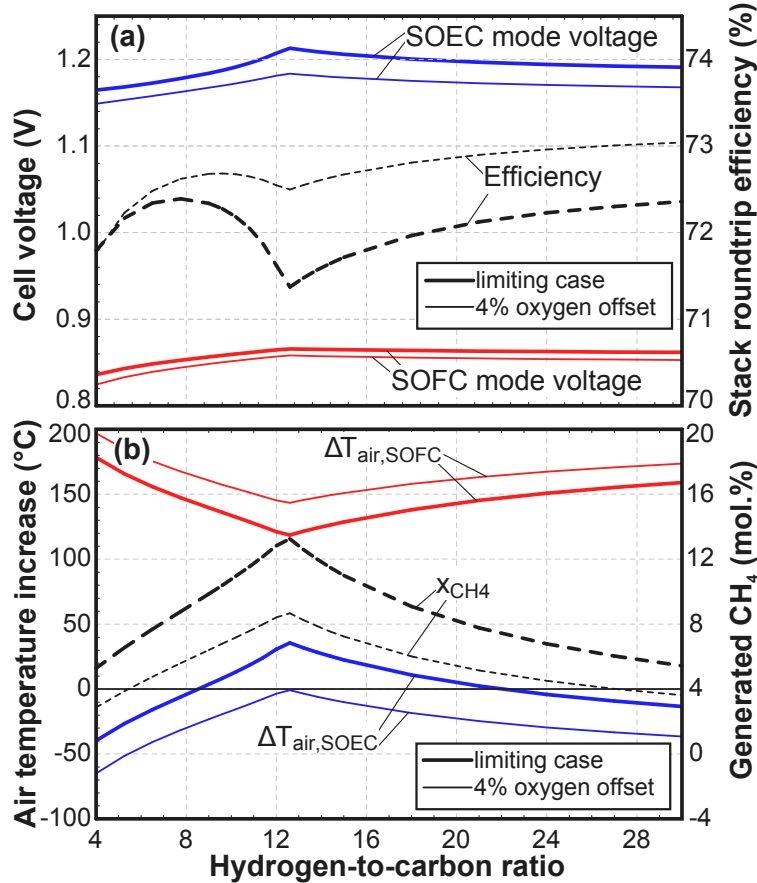 (a)
SOEC mode voltage
Efficiency
limiting case
4% oxygen offset
SOFC mode voltage
Cell voltage (V)
1.2
1.1
1.0
0.9
0.8
Stack roundtrip efficiency (%)
74
73
72
71
70
(b)
ΔTair,SOFC
xCH4
ΔTair,SOEC
limiting case
4% oxygen offset
Air temperature increase (°C)
200
150
100
50
0
-50
-100
Generated CH4 (mol.%)
20
16
12
8
4
0
-4
4 8 12 16 20 24 28
Hydrogen-to-carbon ratio